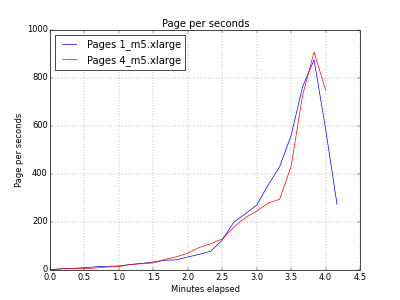 Page per seconds
1000
Pages 1_m5.xlarge
Pages 4_m5.xlarge
800
600
400
200
0
Page per seconds
0.0 0.5 1.0 1.5 2.0 2.5 3.0 3.5 4.0 4.5
Minutes elapsed